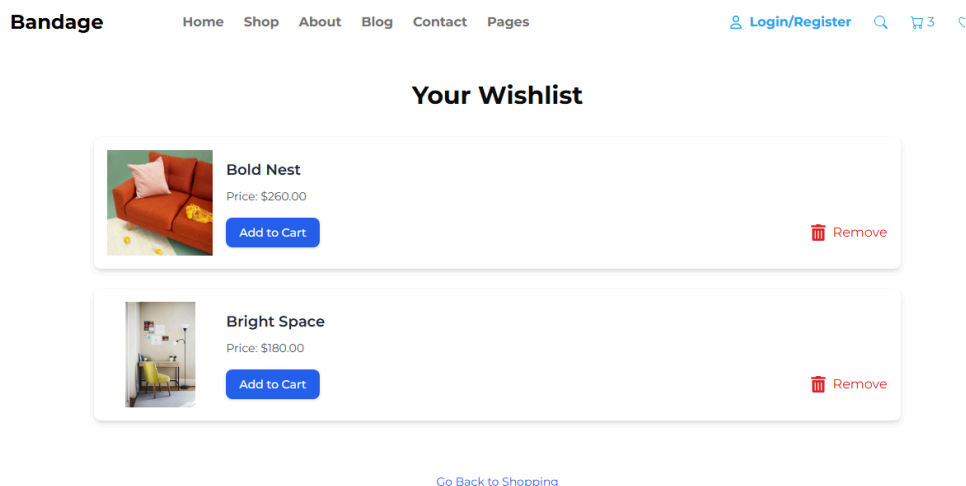 Bandage Home Shop About Blog Contact Pages Login/Register 3
Your Wishlist
Bold Nest
Price: $260.00
Add to Cart
Remove
Bright Space
Price: $180.00
Add to Cart
Remove
Go Back to Shopping